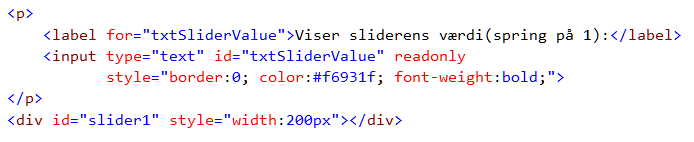 <p>
<label for="txtSliderValue">Viser sliderens værdi(spring på 1):</label>
<input type="text" id="txtSliderValue" readonly
style="border:0; color:#f6931f; font-weight:bold;">
</p>
<div id="slider1" style="width:200px"></div>